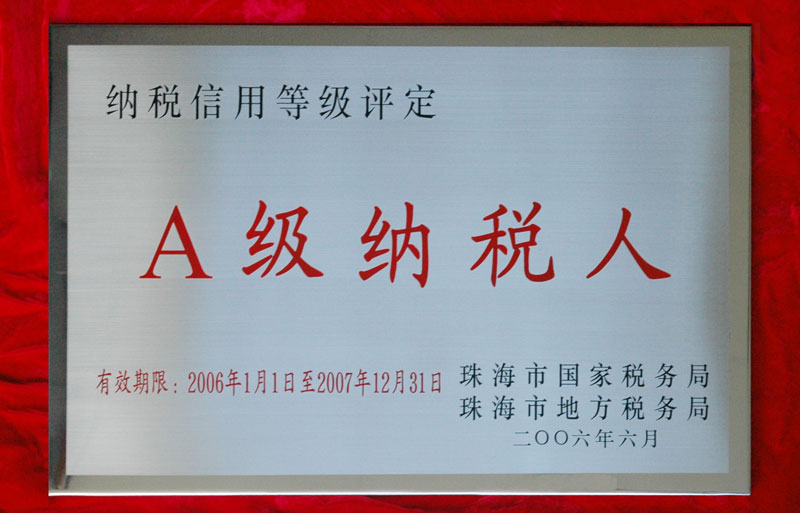 纳税信用等级评定
A级纳税人
有效期限：2006年1月1日至2007年12月31日
珠海市国家税务局
珠海市地方税务局
二〇〇六年六月